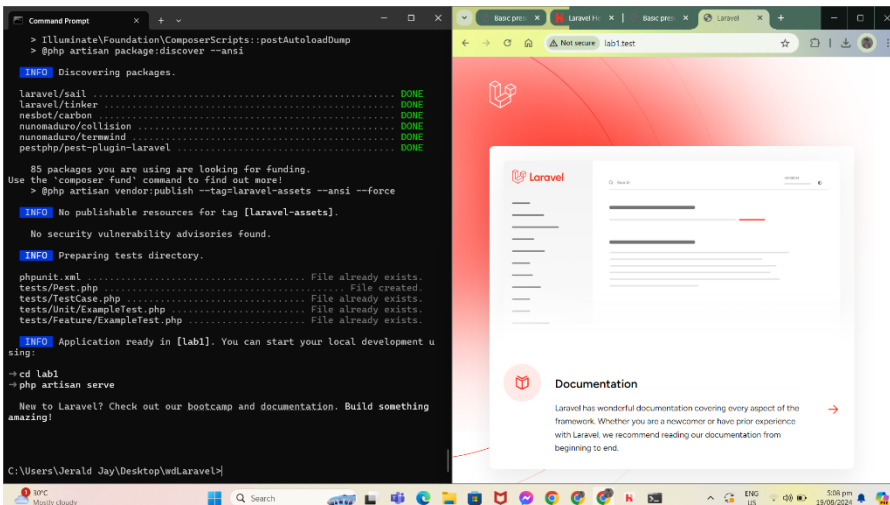 Command Prompt
> Illuminate\Foundation\ComposerScripts::postAutoloadDump
> @php artisan package:discover --ansi
INFO Discovering packages.
laravel/sail ................................................ DONE
laravel/tinker .............................................. DONE
nesbot/carbon ............................................... DONE
nunomaduro/collision ........................................ DONE
nunomaduro/termwind ......................................... DONE
pestphp/pest-plugin-laravel ................................. DONE
85 packages you are using are looking for funding.
Use the `composer fund` command to find out more!
> @php artisan vendor:publish --tag=laravel-assets --ansi --force
INFO No publishable resources for tag [laravel-assets].
No security vulnerability advisories found.
INFO Preparing tests directory.
phpunit.xml ................................. File already exists.
tests/Pest.php ..................................... File created.
tests/TestCase.php .......................... File already exists.
tests/Unit/ExampleTest.php .................. File already exists.
tests/Feature/ExampleTest.php ............... File already exists.
INFO Application ready in [lab1]. You can start your local development u
sing:
→ cd lab1
→ php artisan serve
New to Laravel? Check out our bootcamp and documentation. Build something
amazing!
C:\Users\Jerald Jay\Desktop\wdLaravel>
Basic pres
Laravel He
Basic pres
Laravel
Not secure
lab1.test
Laravel
Search
Documentation
Laravel has wonderful documentation covering every aspect of the
framework. Whether you are a newcomer or have prior experience
with Laravel, we recommend reading our documentation from
beginning to end.
30°C
Mostly cloudy
Search
ENG
US
5:08 pm
19/08/2024